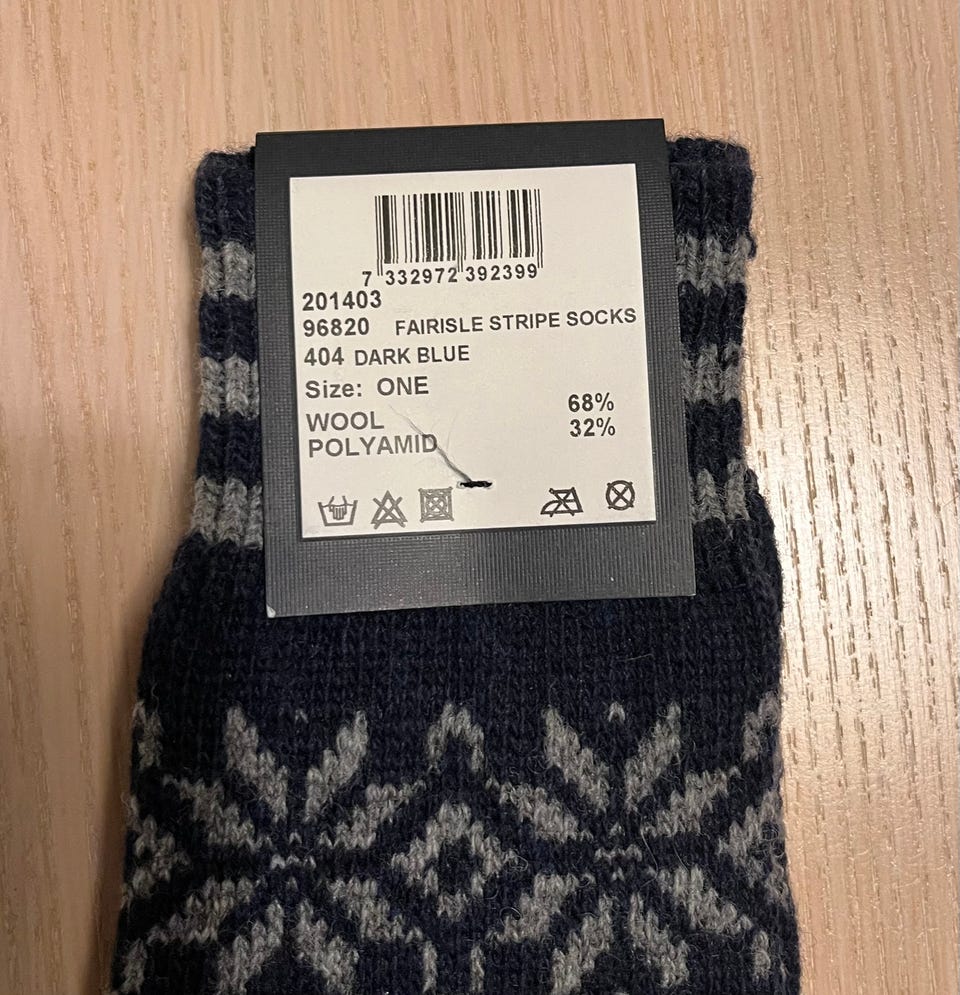 7 332972 392399
201403
96820 FAIRISLE STRIPE SOCKS
404 DARK BLUE
Size: ONE
WOOL 68%
POLYAMID 32%